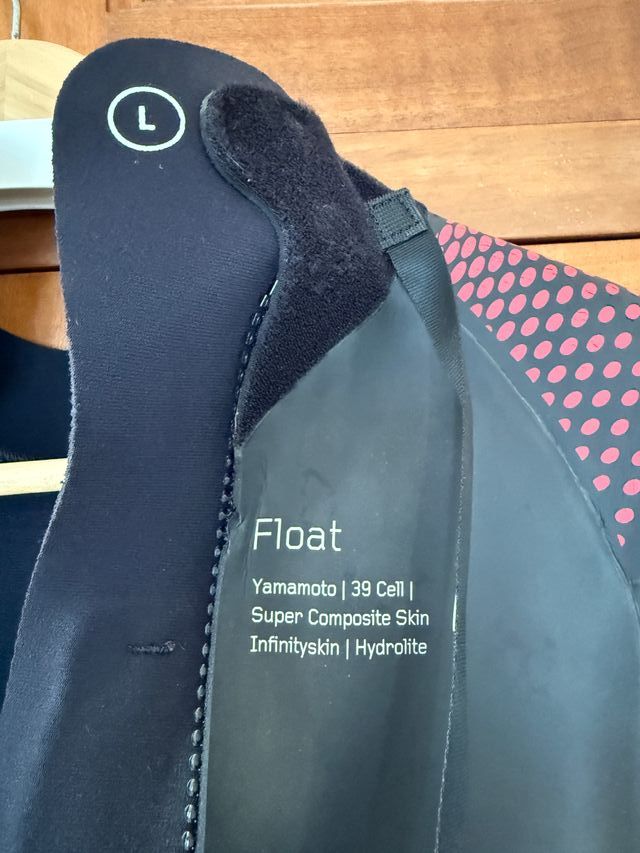 L
Float
Yamamoto | 39 Cell |
Super Composite Skin
Infinityskin | Hydrolite